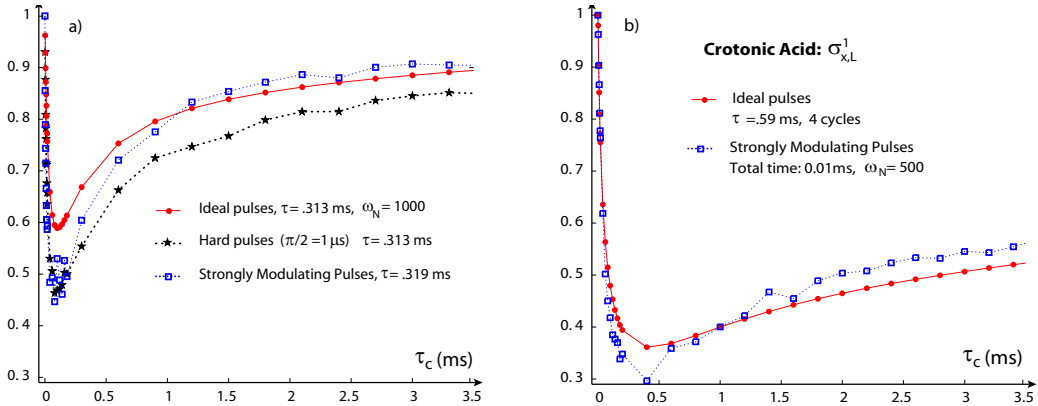 a)
1
0.9
0.8
0.7
0.6
0.5
0.4
0.3
Ideal pulses, τ = .313 ms, ω_N = 1000
Hard pulses (π/2 = 1 μs) τ = .313 ms
Strongly Modulating Pulses, τ = .319 ms
τ_c (ms)
0 0.5 1 1.5 2 2.5 3 3.5
b)
1
0.9
0.8
0.7
0.6
0.5
0.4
0.3
Crotonic Acid: σ^1_{x,L}
Ideal pulses
τ = .59 ms, 4 cycles
Strongly Modulating Pulses
Total time: 0.01ms, ω_N = 500
τ_c (ms)
0 0.5 1 1.5 2 2.5 3 3.5